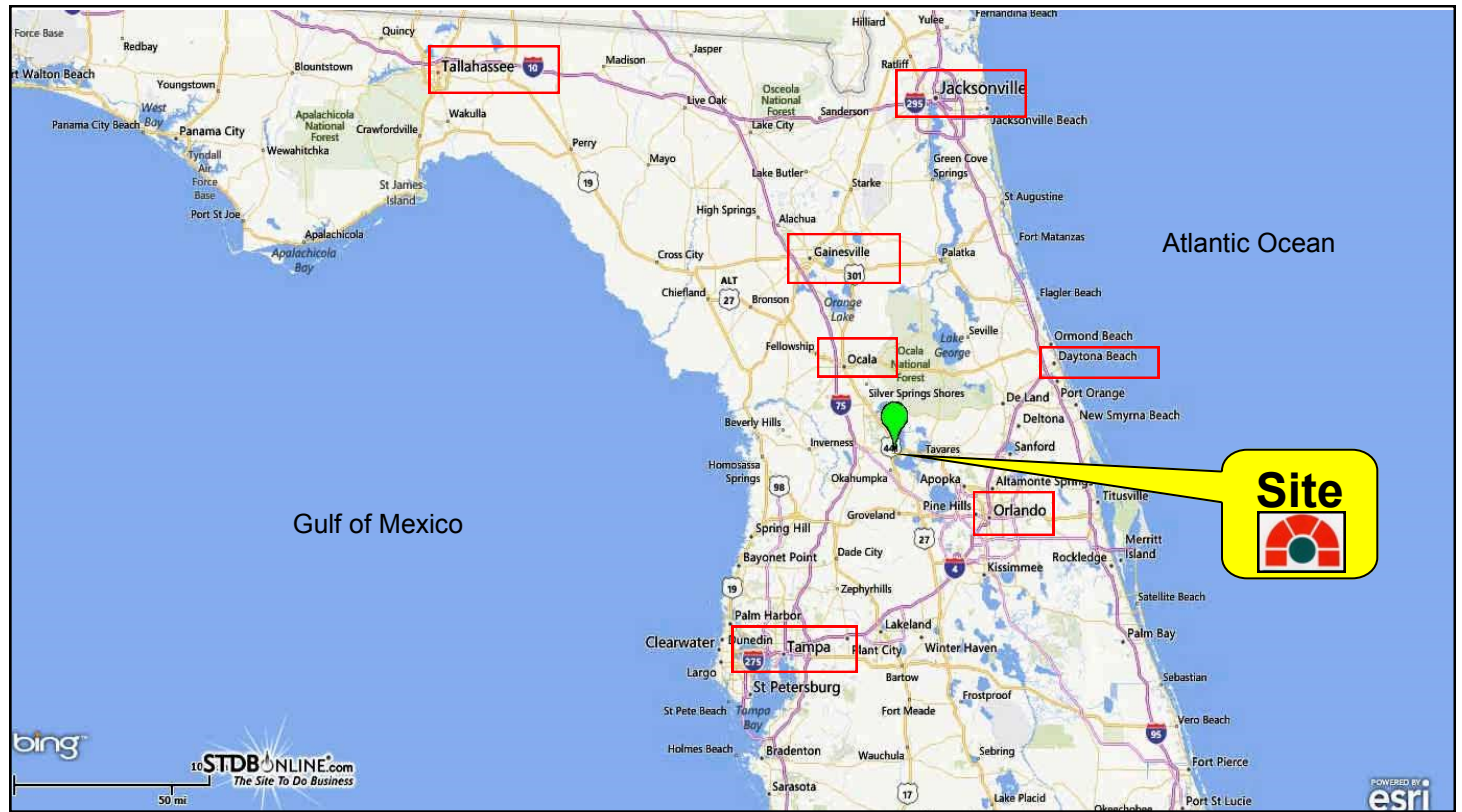 Force Base
Redbay
Quincy
Hilliard
Yulee
Fernandina Beach
rt Walton Beach
Youngstown
Blountstown
Tallahassee
10
Madison
Jasper
Ratliff
Jacksonville
295
Jacksonville Beach
West Bay
Panama City Beach
Panama City
Apalachicola National Forest
Crawfordville
Wakulla
Live Oak
Osceola National Forest
Sanderson
Lake City
Wewahitchka
Tyndall Air Force Base
Perry
Mayo
Lake Butler
Green Cove Springs
Starke
St James Island
19
Port St Joe
Apalachicola
Apalachicola Bay
High Springs
Alachua
St Augustine
Gainesville
301
Palatka
Fort Matanzas
Atlantic Ocean
Cross City
Chiefland
ALT
27
Bronson
Orange Lake
Flagler Beach
Lake George
Seville
Ormond Beach
Fellowship
Ocala
Ocala National Forest
Daytona Beach
Silver Springs Shores
De Land
Port Orange
75
Deltona
New Smyrna Beach
Beverly Hills
Inverness
441
Tavares
Sanford
Homosassa Springs
98
Okahumpka
Apopka
Altamonte Springs
Titusville
Site
Gulf of Mexico
Groveland
Pine Hills
Orlando
Spring Hill
27
Merritt Island
Bayonet Point
Dade City
4
Kissimmee
Rockledge
19
Zephyrhills
Satellite Beach
Palm Harbor
Lakeland
Clearwater
Dunedin
Tampa
Plant City
Winter Haven
Palm Bay
275
Largo
Bartow
Sebastian
St Petersburg
Frostproof
St Pete Beach
Tampa Bay
Fort Meade
Vero Beach
95
Holmes Beach
Bradenton
Wauchula
Sebring
Fort Pierce
Sarasota
17
Lake Placid
Okeechobee
Port St Lucie
bing
10
STDBONLINE.com
The Site To Do Business
50 mi
POWERED BY
esri